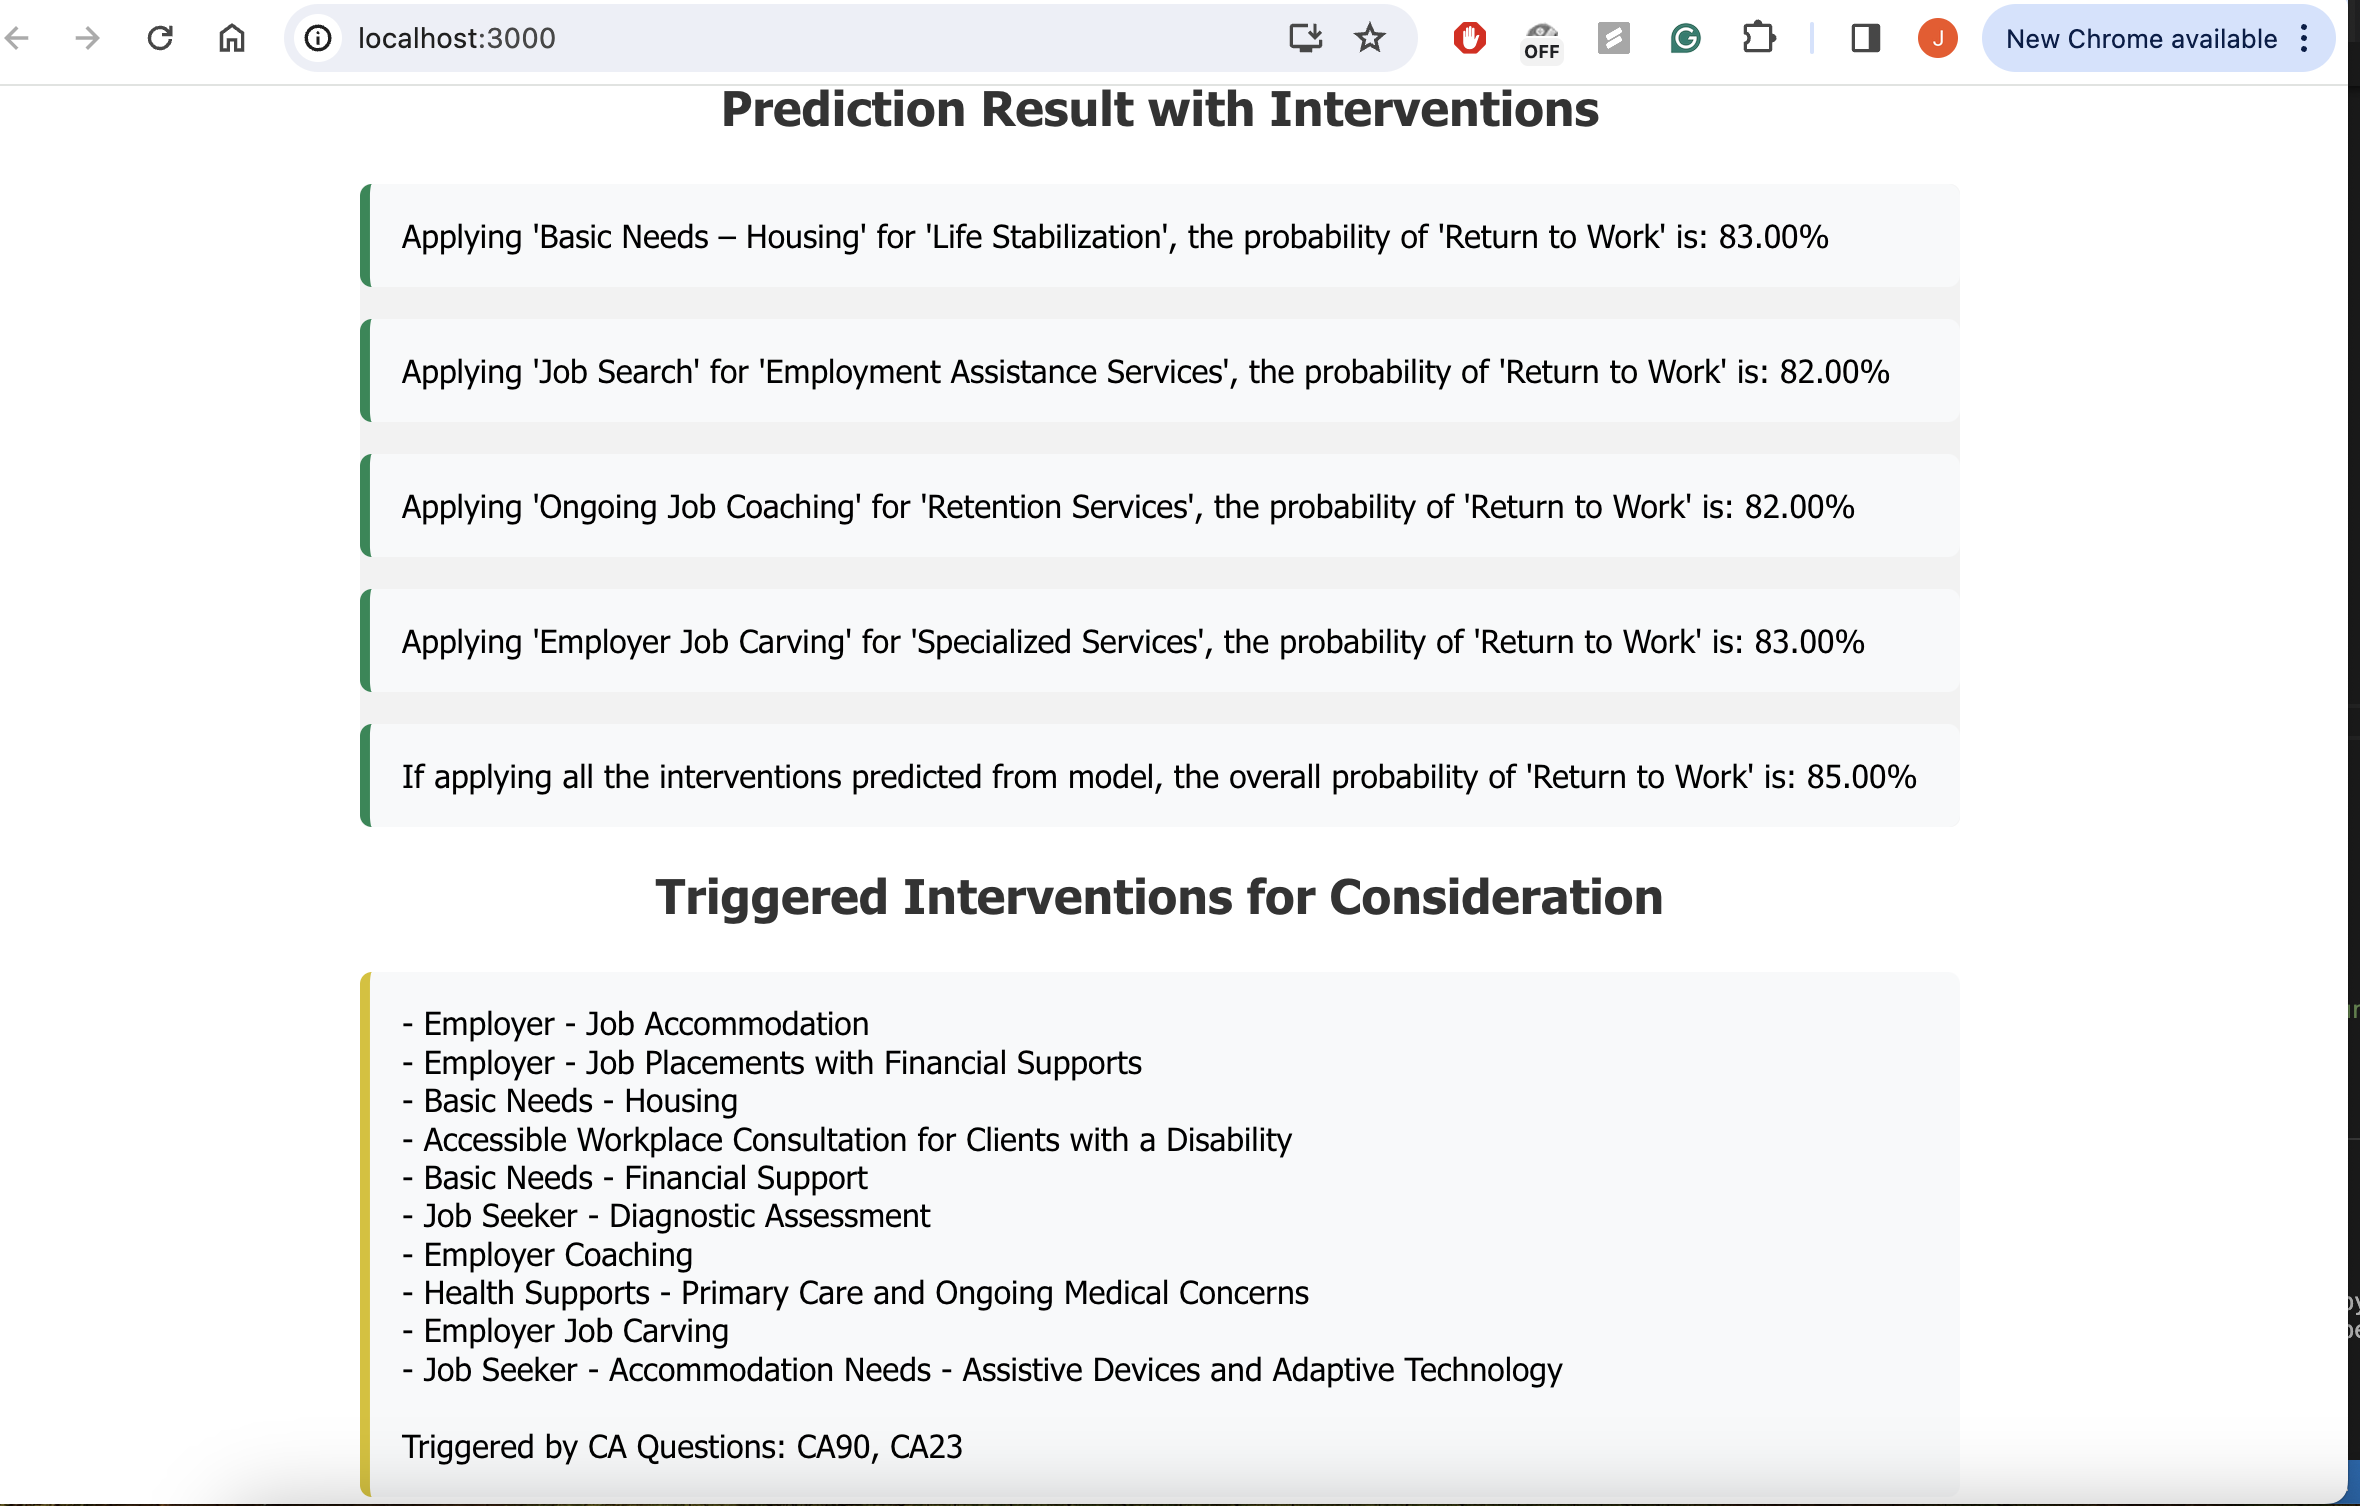 localhost:3000
OFF
J
New Chrome available
Prediction Result with Interventions
Applying 'Basic Needs – Housing' for 'Life Stabilization', the probability of 'Return to Work' is: 83.00%
Applying 'Job Search' for 'Employment Assistance Services', the probability of 'Return to Work' is: 82.00%
Applying 'Ongoing Job Coaching' for 'Retention Services', the probability of 'Return to Work' is: 82.00%
Applying 'Employer Job Carving' for 'Specialized Services', the probability of 'Return to Work' is: 83.00%
If applying all the interventions predicted from model, the overall probability of 'Return to Work' is: 85.00%
Triggered Interventions for Consideration
- Employer - Job Accommodation
- Employer - Job Placements with Financial Supports
- Basic Needs - Housing
- Accessible Workplace Consultation for Clients with a Disability
- Basic Needs - Financial Support
- Job Seeker - Diagnostic Assessment
- Employer Coaching
- Health Supports - Primary Care and Ongoing Medical Concerns
- Employer Job Carving
- Job Seeker - Accommodation Needs - Assistive Devices and Adaptive Technology
Triggered by CA Questions: CA90, CA23